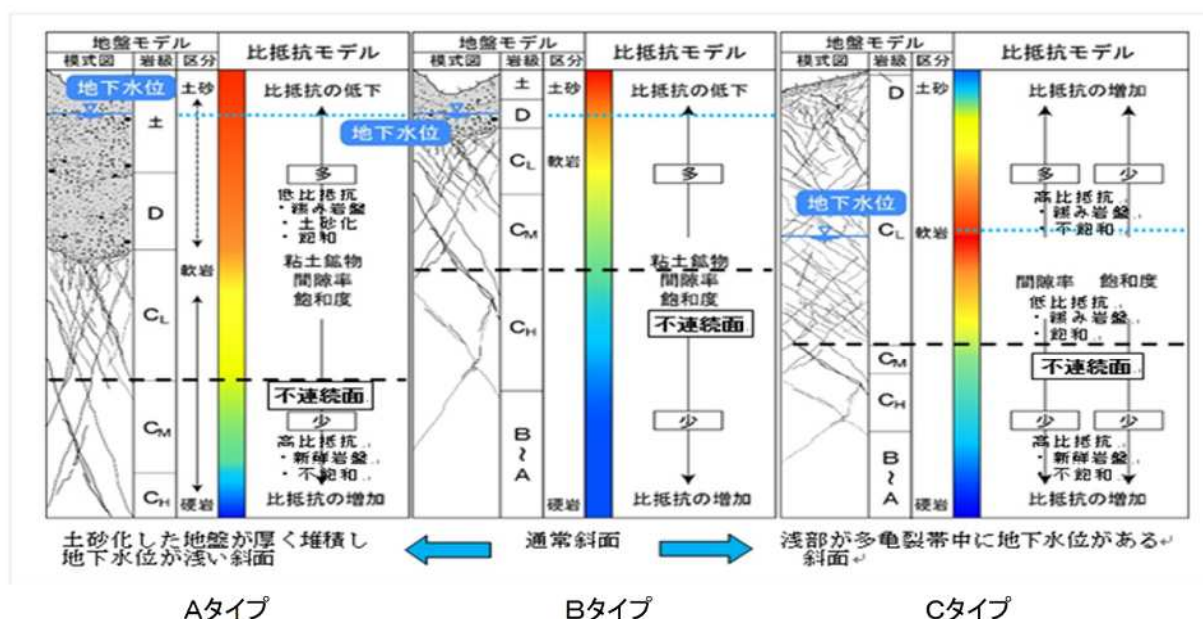 地盤モデル
模式図 岩級 区分
比抵抗モデル
地下水位
土
D
CL
CM
CH
土砂
軟岩
硬岩
比抵抗の低下
多
低比抵抗
・緩み岩盤
・土砂化
・飽和
粘土鉱物
間隙率
飽和度
不連続面
少
高比抵抗
・新鮮岩盤
・不飽和
比抵抗の増加
地盤モデル
模式図 岩級 区分
比抵抗モデル
地下水位
土
D
CL
CM
CH
B
~
A
土砂
軟岩
硬岩
比抵抗の低下
多
粘土鉱物
間隙率
飽和度
不連続面
少
比抵抗の増加
地盤モデル
模式図 岩級 区分
比抵抗モデル
地下水位
D
CL
CM
CH
B
~
A
土砂
軟岩
硬岩
比抵抗の増加
多 少
高比抵抗
・緩み岩盤
・不飽和
間隙率 飽和度
低比抵抗
・緩み岩盤
・飽和
不連続面
少 少
高比抵抗
・新鮮岩盤
・不飽和
比抵抗の増加
土砂化した地盤が厚く堆積し
地下水位が浅い斜面
通常斜面
浅部が多亀裂帯中に地下水位がある
斜面
Aタイプ
Bタイプ
Cタイプ